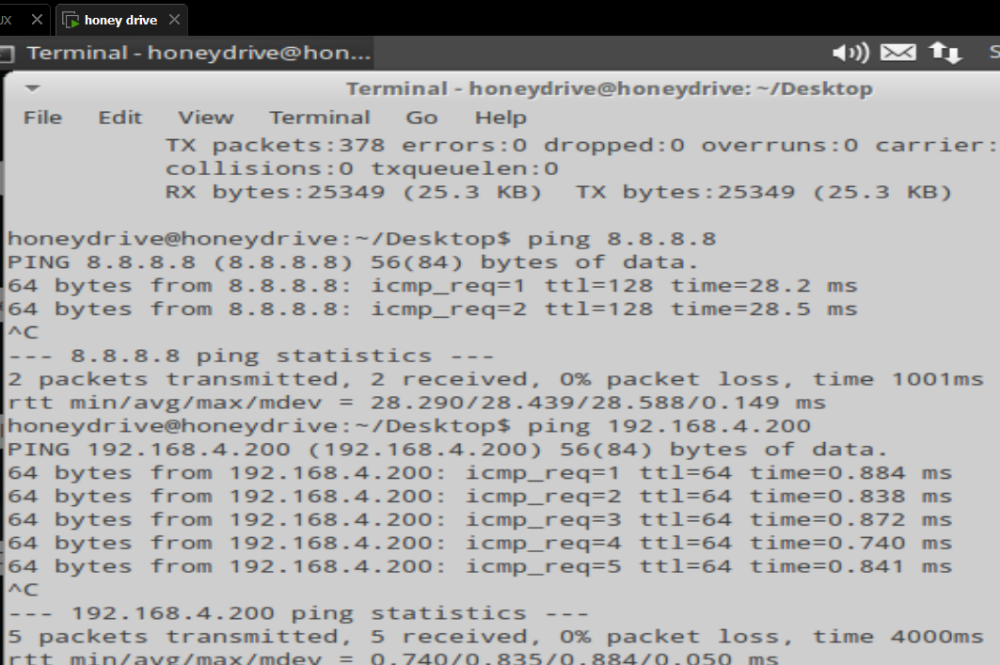 UX
honey drive
Terminal - honeydrive@hon...
S
Terminal - honeydrive@honeydrive: ~/Desktop
File Edit View Terminal Go Help
TX packets:378 errors:0 dropped:0 overruns:0 carrier:
collisions:0 txqueuelen:0
RX bytes:25349 (25.3 KB)  TX bytes:25349 (25.3 KB)
honeydrive@honeydrive:~/Desktop$ ping 8.8.8.8
PING 8.8.8.8 (8.8.8.8) 56(84) bytes of data.
64 bytes from 8.8.8.8: icmp_req=1 ttl=128 time=28.2 ms
64 bytes from 8.8.8.8: icmp_req=2 ttl=128 time=28.5 ms
^C
--- 8.8.8.8 ping statistics ---
2 packets transmitted, 2 received, 0% packet loss, time 1001ms
rtt min/avg/max/mdev = 28.290/28.439/28.588/0.149 ms
honeydrive@honeydrive:~/Desktop$ ping 192.168.4.200
PING 192.168.4.200 (192.168.4.200) 56(84) bytes of data.
64 bytes from 192.168.4.200: icmp_req=1 ttl=64 time=0.884 ms
64 bytes from 192.168.4.200: icmp_req=2 ttl=64 time=0.838 ms
64 bytes from 192.168.4.200: icmp_req=3 ttl=64 time=0.872 ms
64 bytes from 192.168.4.200: icmp_req=4 ttl=64 time=0.740 ms
64 bytes from 192.168.4.200: icmp_req=5 ttl=64 time=0.841 ms
^C
--- 192.168.4.200 ping statistics ---
5 packets transmitted, 5 received, 0% packet loss, time 4000ms
rtt min/avg/max/mdev = 0.740/0.835/0.884/0.050 ms